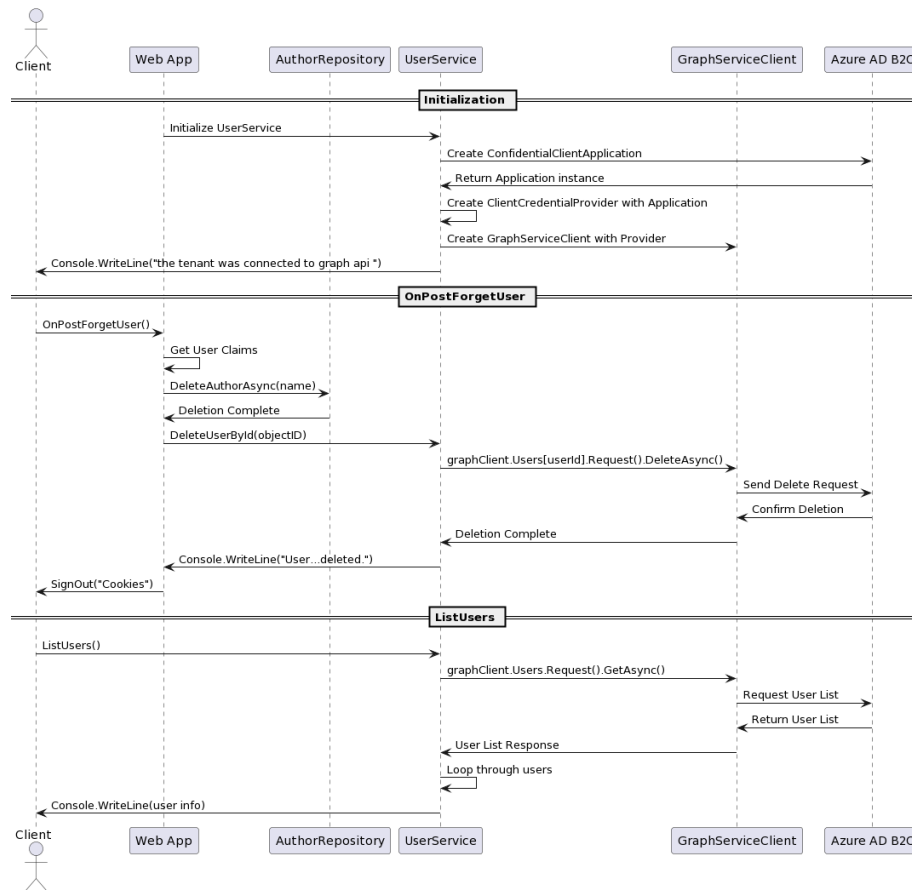 Client
Web App
AuthorRepository
UserService
GraphServiceClient
Azure AD B2C
Initialization
Initialize UserService
Create ConfidentialClientApplication
Return Application instance
Create ClientCredentialProvider with Application
Create GraphServiceClient with Provider
Console.WriteLine("the tenant was connected to graph api ")
OnPostForgetUser
OnPostForgetUser()
Get User Claims
DeleteAuthorAsync(name)
Deletion Complete
DeleteUserById(objectID)
graphClient.Users[userId].Request().DeleteAsync()
Send Delete Request
Confirm Deletion
Deletion Complete
Console.WriteLine("User...deleted.")
SignOut("Cookies")
ListUsers
ListUsers()
graphClient.Users.Request().GetAsync()
Request User List
Return User List
User List Response
Loop through users
Console.WriteLine(user info)
Client
Web App
AuthorRepository
UserService
GraphServiceClient
Azure AD B2C